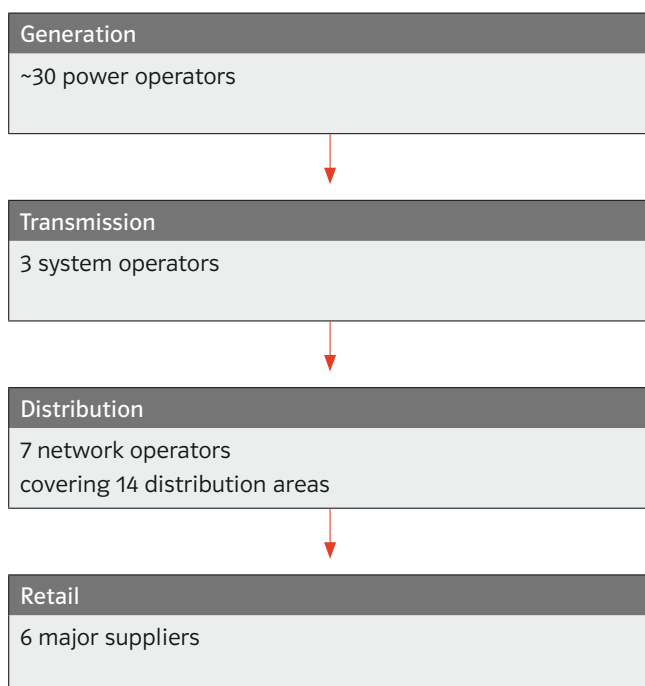 Generation
~30 power operators
Transmission
3 system operators
Distribution
7 network operators
covering 14 distribution areas
Retail
6 major suppliers